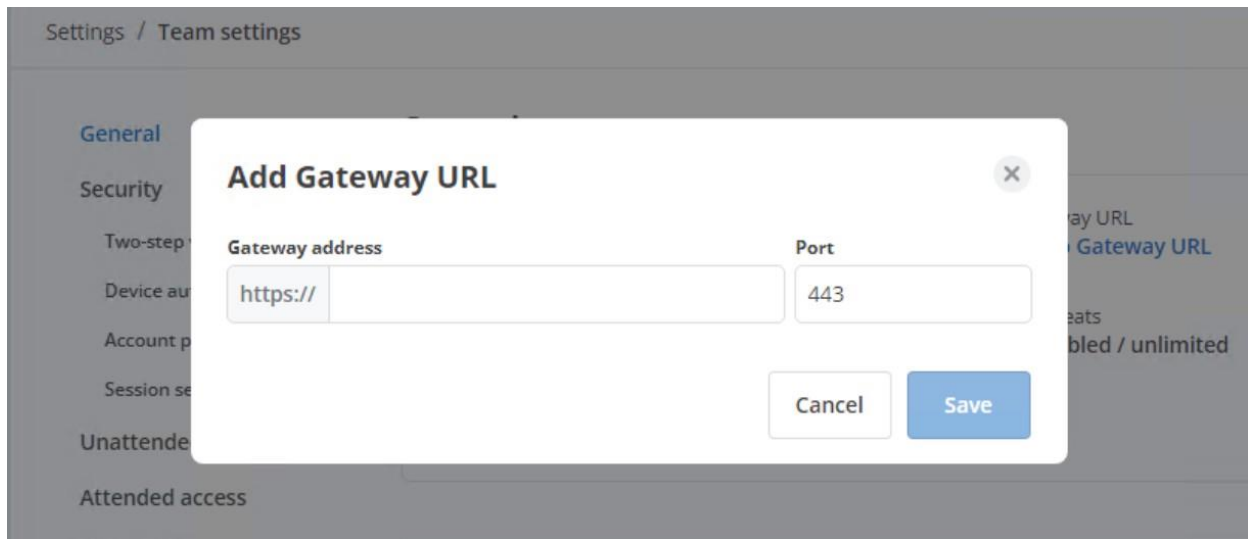 Settings / Team settings
General
Security
Two-step
Device au
Account p
Session se
Unattende
Attended access
Add Gateway URL
Gateway address
Port
https://
443
Cancel
Save
ay URL
Gateway URL
eats
bled / unlimited